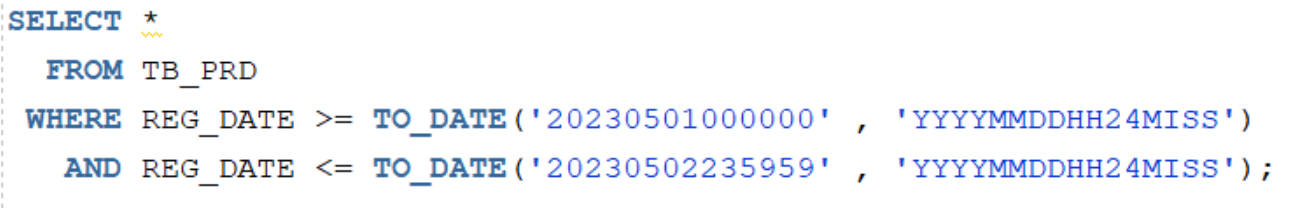 SELECT *
FROM TB_PRD
WHERE REG_DATE >= TO_DATE('20230501000000' , 'YYYYMMDDHH24MISS')
AND REG_DATE <= TO_DATE('20230502235959' , 'YYYYMMDDHH24MISS');